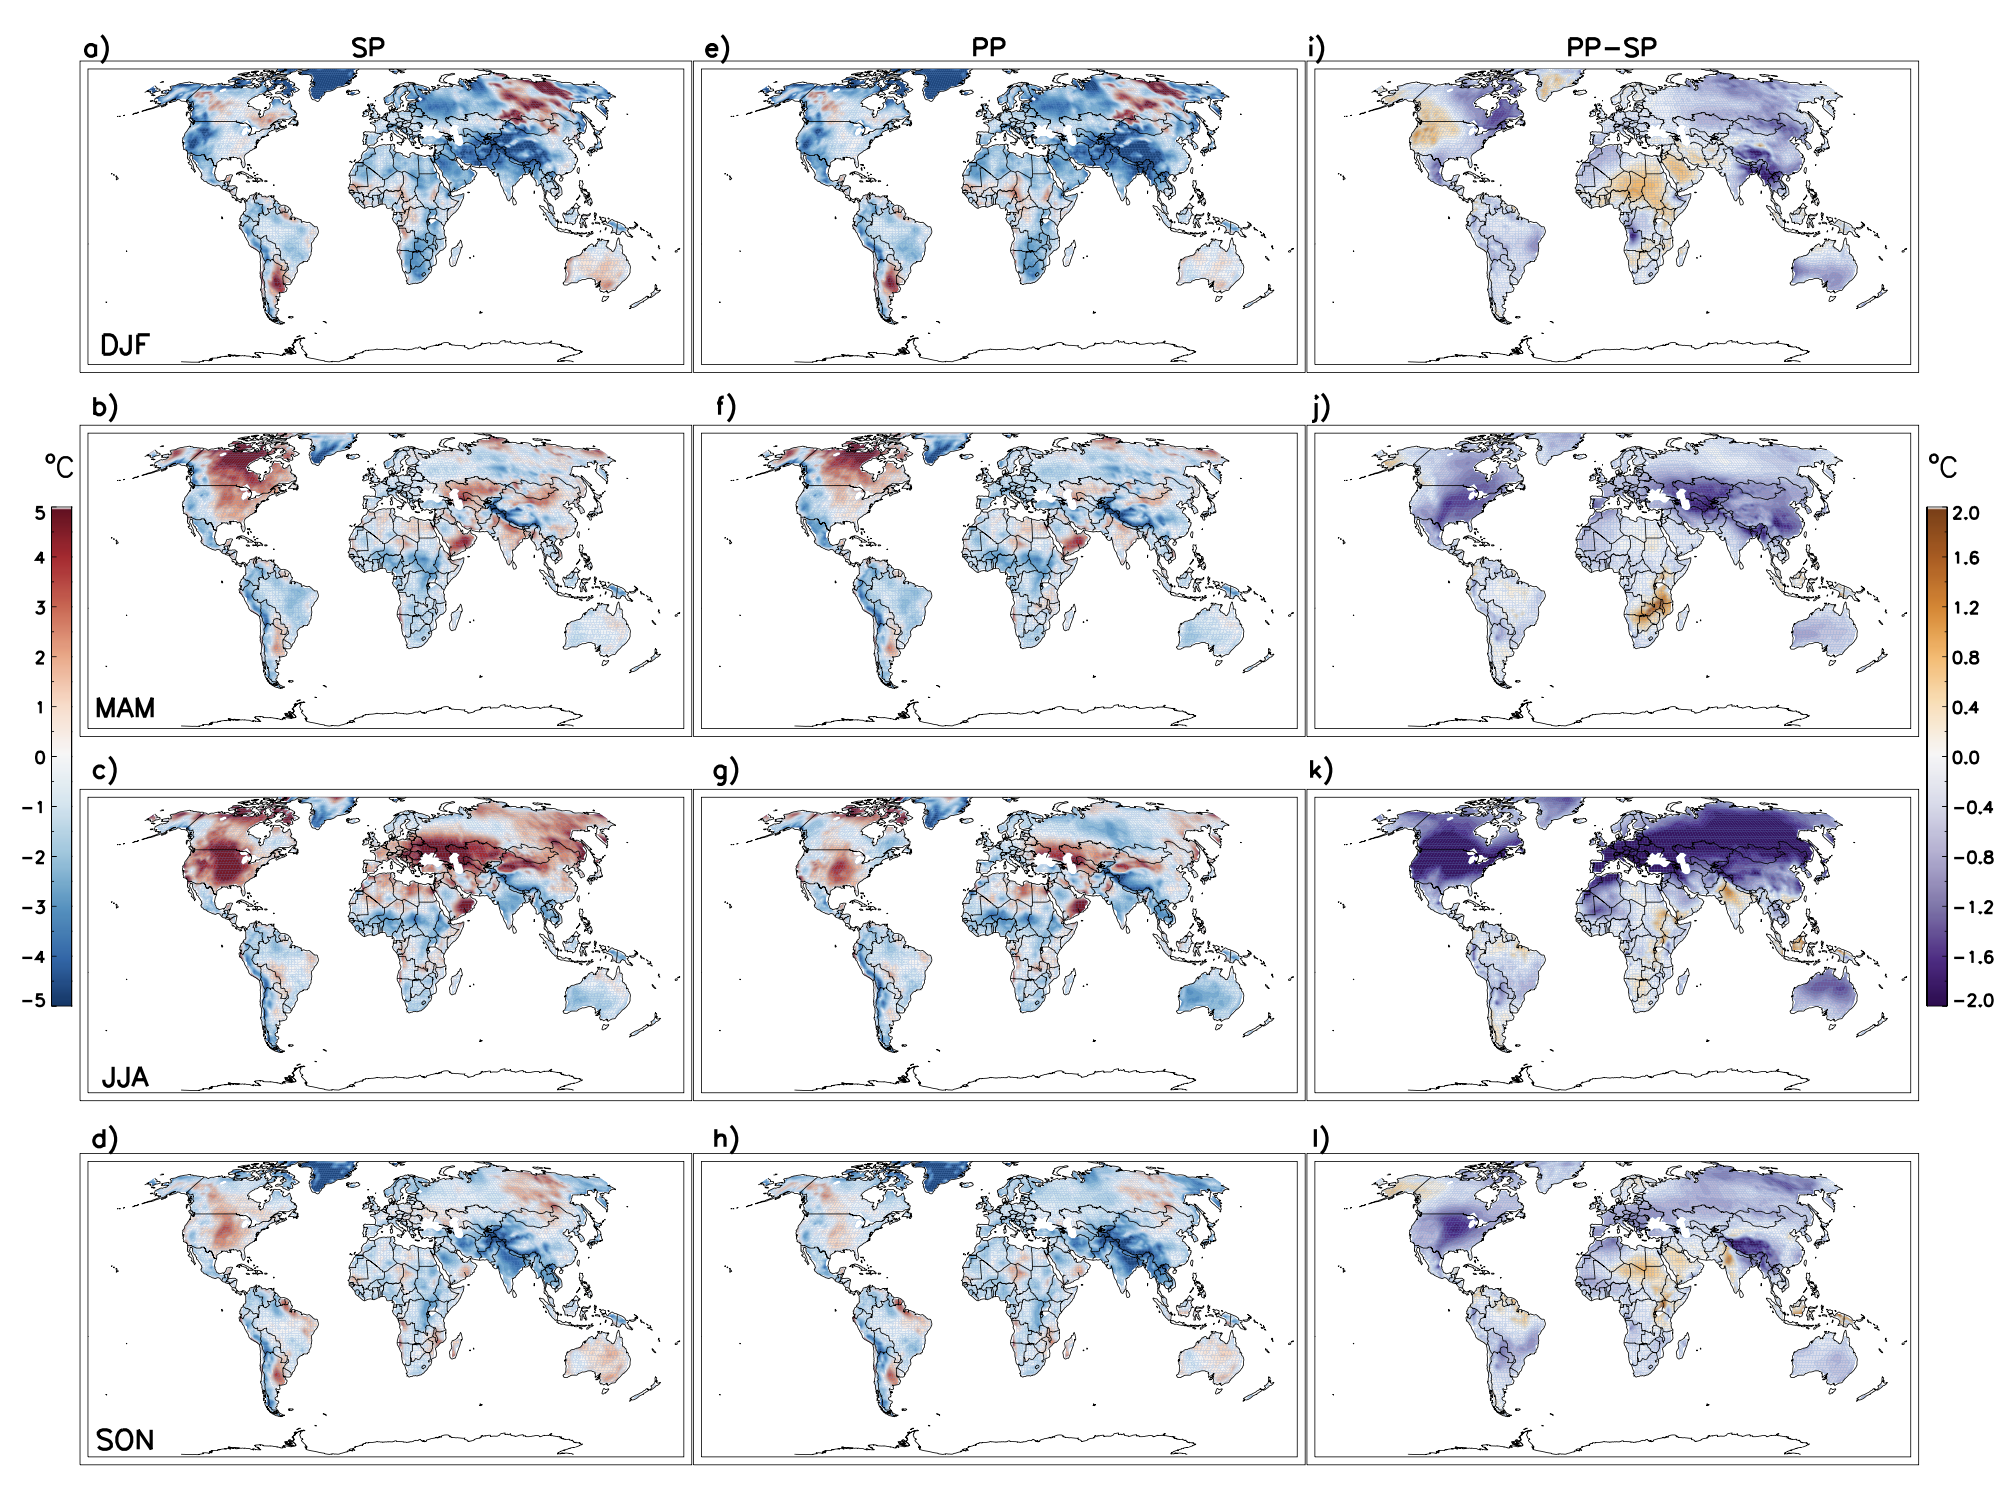 a) SP
e) PP
i) PP-SP
DJF
b)
f)
j)
MAM
°C
5
4
3
2
1
0
-1
-2
-3
-4
-5
°C
2.0
1.6
1.2
0.8
0.4
0.0
-0.4
-0.8
-1.2
-1.6
-2.0
c)
g)
k)
JJA
d)
h)
l)
SON